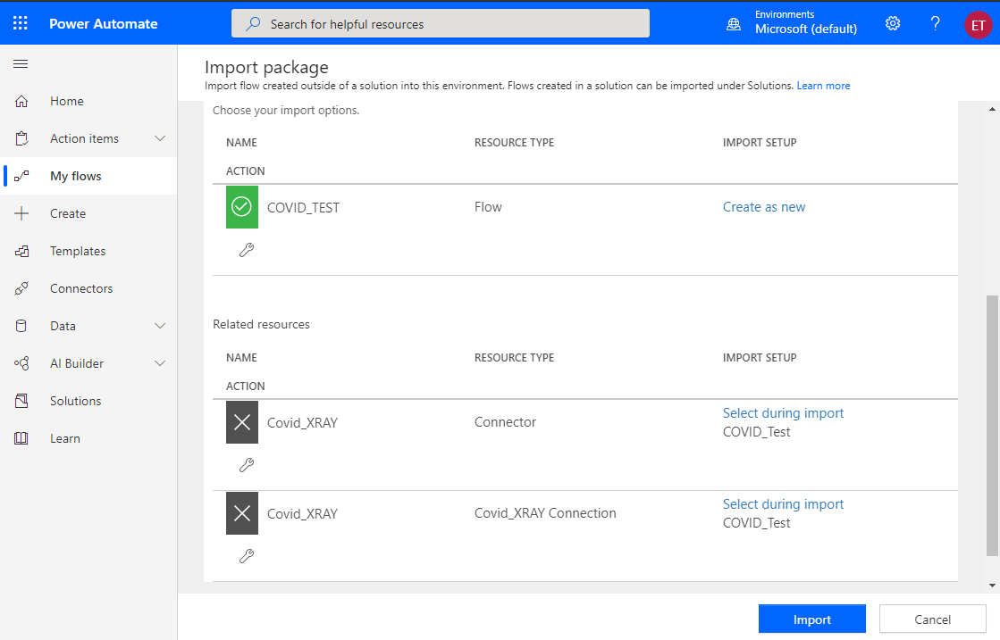 Power Automate
Search for helpful resources
Environments
Microsoft (default)
?
ET
Home
Action items
My flows
Create
Templates
Connectors
Data
AI Builder
Solutions
Learn
Import package
Import flow created outside of a solution into this environment. Flows created in a solution can be imported under Solutions. Learn more
Choose your import options.
NAME RESOURCE TYPE IMPORT SETUP
ACTION
COVID_TEST Flow Create as new
Related resources
NAME RESOURCE TYPE IMPORT SETUP
ACTION
Covid_XRAY Connector Select during import
COVID_Test
Covid_XRAY Covid_XRAY Connection Select during import
COVID_Test
Import Cancel